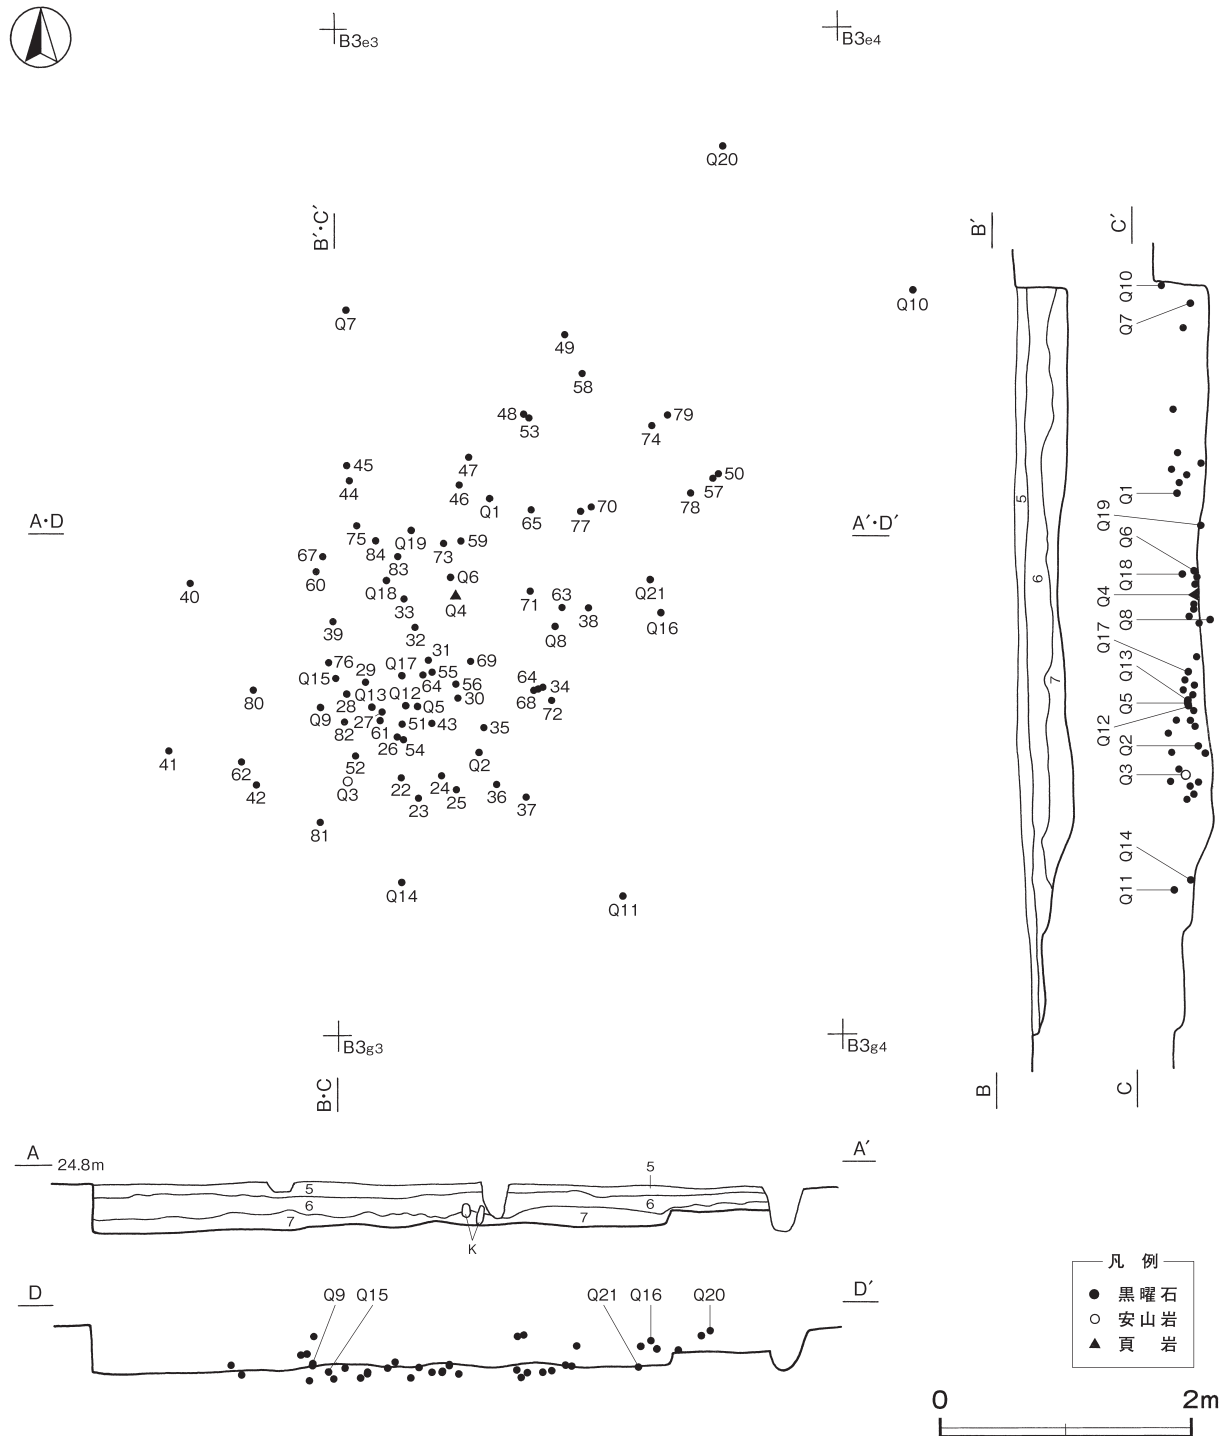 B3e3
B3e4
Q20
B′・C′
B′
C′
Q10
Q10
Q7
Q7
49
58
48
53
79
74
47
45
44
46
Q1
50
57
78
70
77
65
5
Q1
A・D
A′・D′
75
84
Q19
73
59
67
83
60
Q18
Q6
Q4
33
40
71
63
38
Q8
Q21
Q16
39
32
6
Q19
Q6
Q18
Q4
Q8
76
29
Q17
31
55
69
Q15
64
56
30
64
34
68
72
80
28
Q13
Q12
Q5
Q9
27
82
61
51
43
35
26
54
7
Q17
Q13
Q5
Q12
Q2
Q3
41
62
42
52
Q3
22
24
Q2
23
25
36
37
81
Q14
Q11
Q14
Q11
B3g3
B3g4
B・C
B
C
A
24.8m
A′
5
5
6
6
7
7
K
D
Q9
Q15
Q21
Q16
Q20
D′
凡 例
黒曜石
安山岩
頁 岩
0
2m